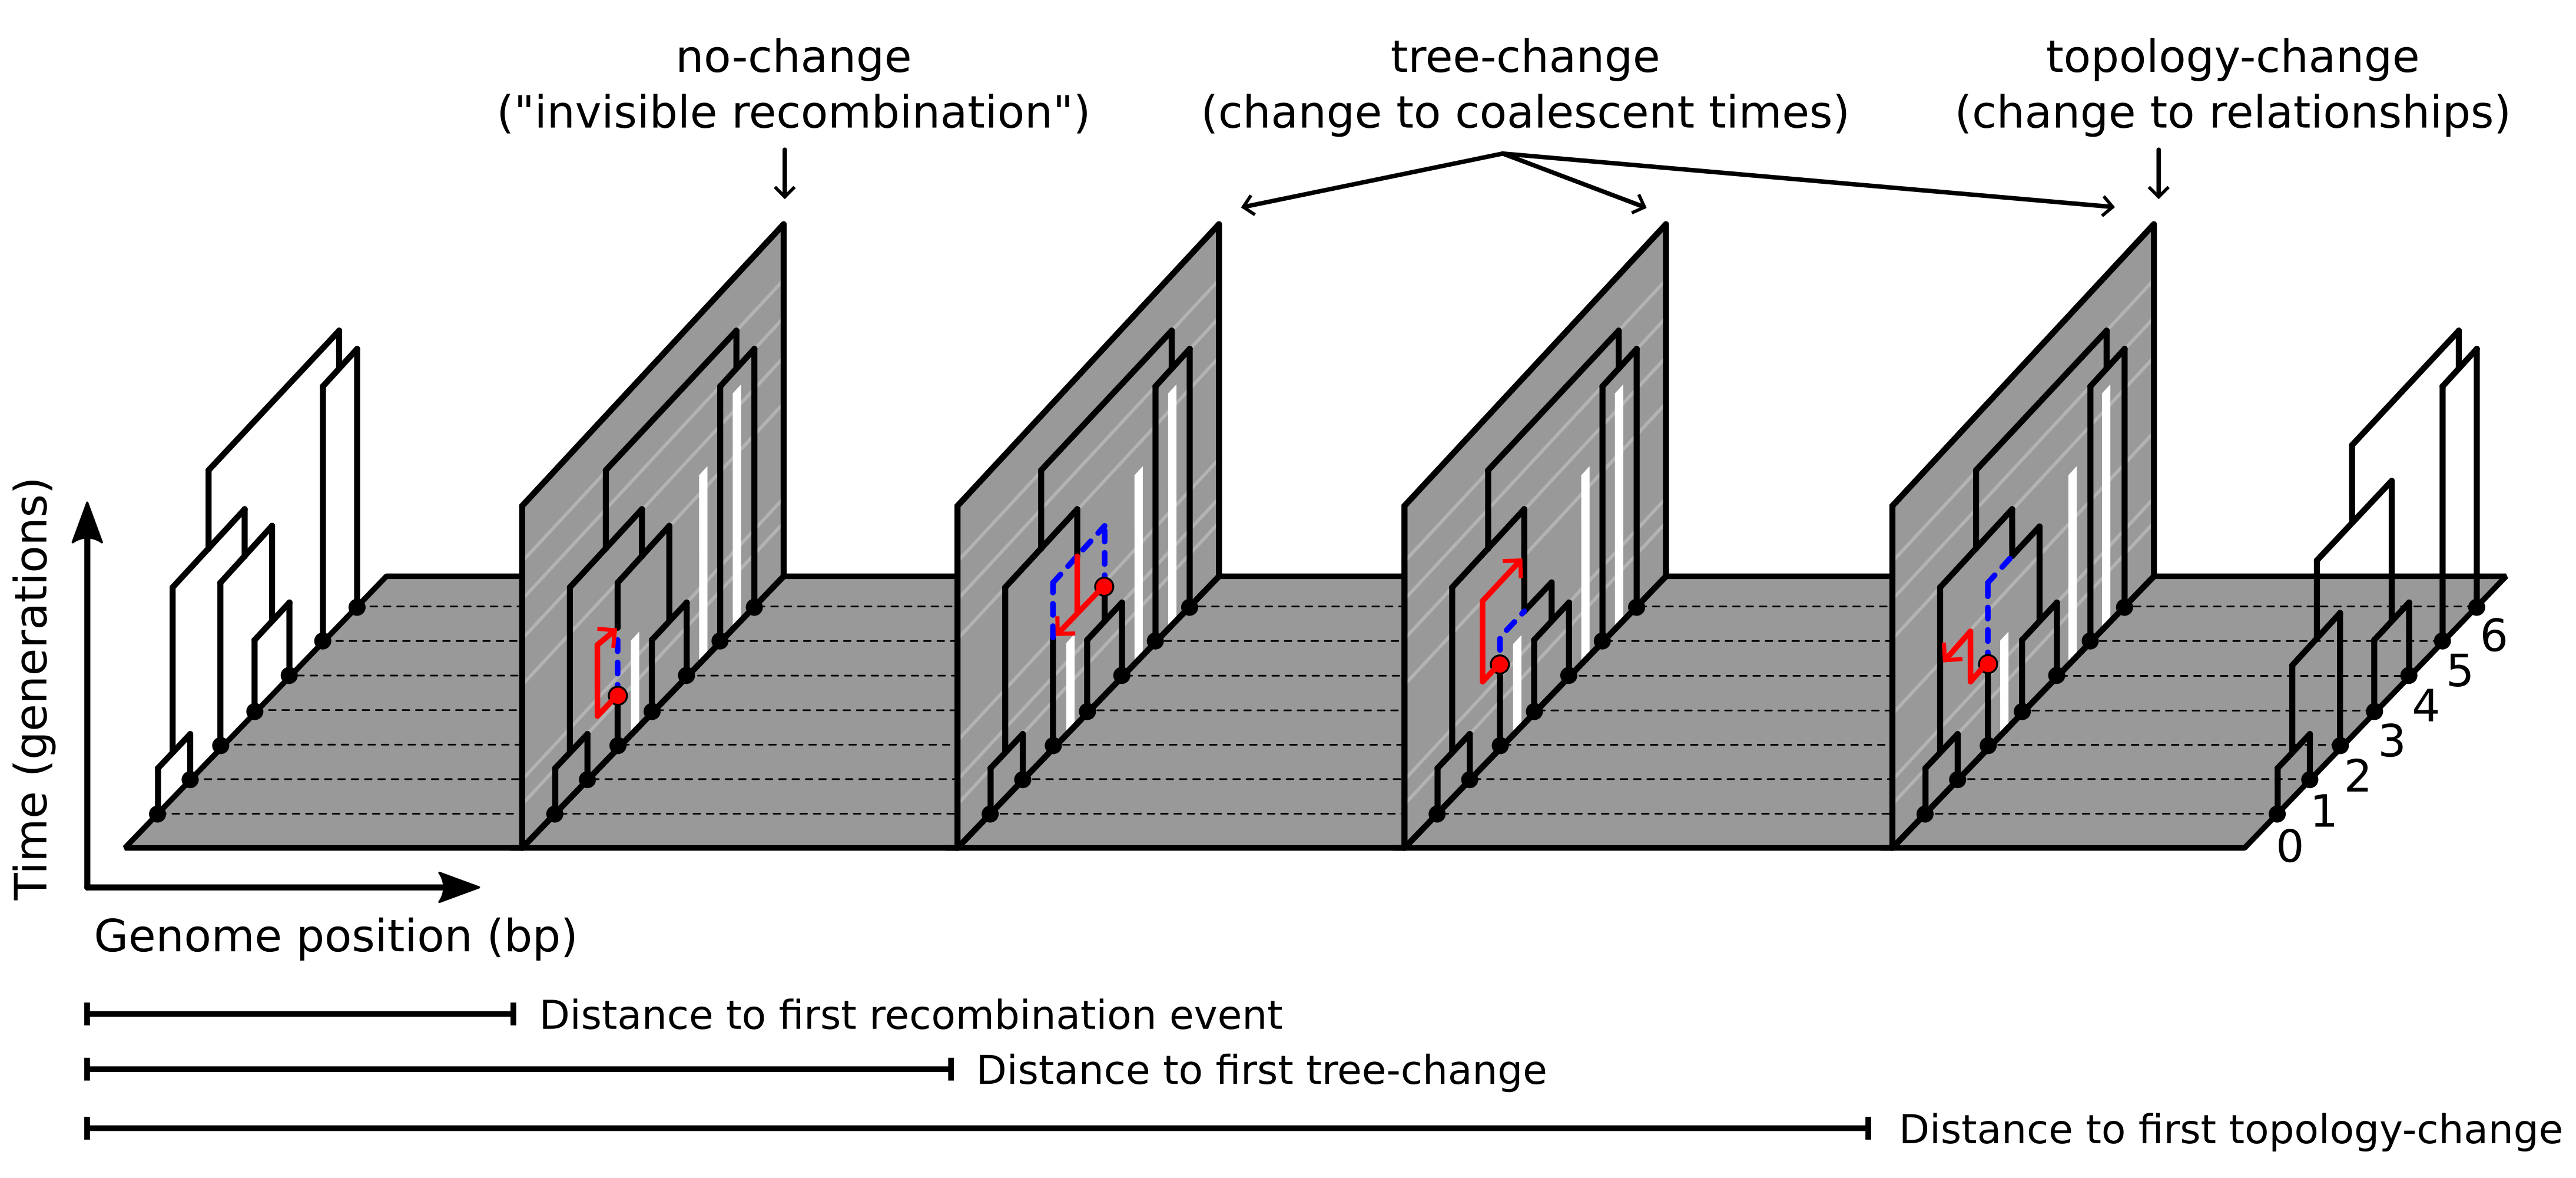 no-change
("invisible recombination")
tree-change
(change to coalescent times)
topology-change
(change to relationships)
Time (generations)
6
5
4
3
2
1
0
Genome position (bp)
Distance to first recombination event
Distance to first tree-change
Distance to first topology-change